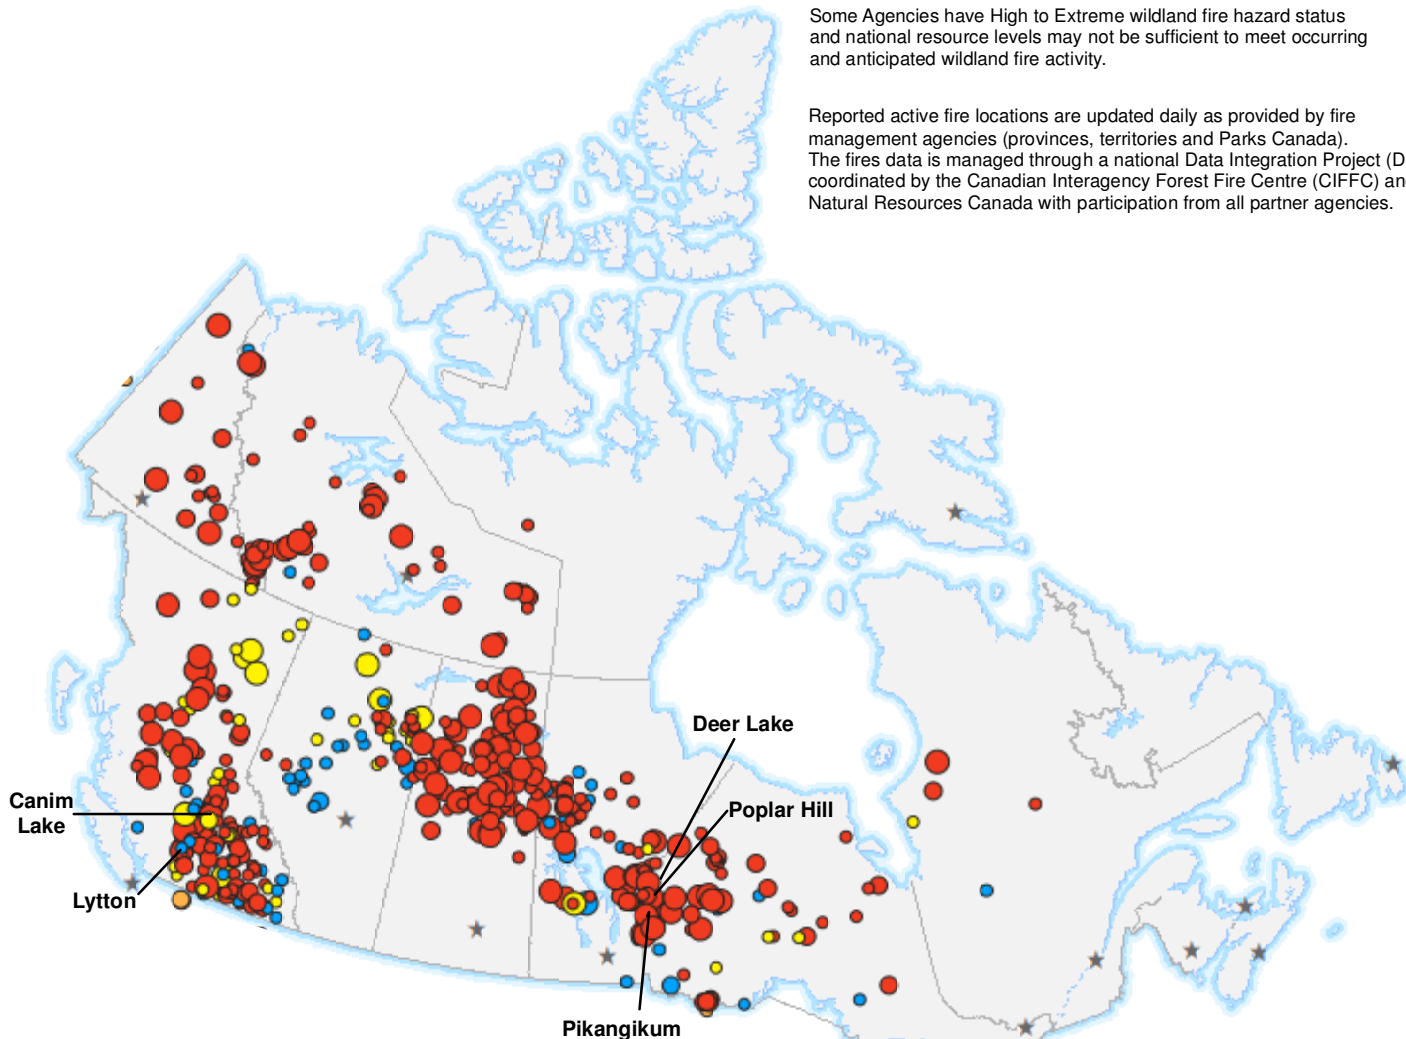 Some Agencies have High to Extreme wildland fire hazard status
and national resource levels may not be sufficient to meet occurring
and anticipated wildland fire activity.
Reported active fire locations are updated daily as provided by fire
management agencies (provinces, territories and Parks Canada).
The fires data is managed through a national Data Integration Project (D
coordinated by the Canadian Interagency Forest Fire Centre (CIFFC) an
Natural Resources Canada with participation from all partner agencies.
Deer Lake
Poplar Hill
Canim
Lake
Lytton
Pikangikum